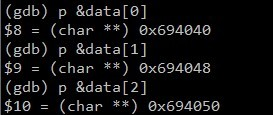 (gdb) p &data[0]
$8 = (char **) 0x694040
(gdb) p &data[1]
$9 = (char **) 0x694048
(gdb) p &data[2]
$10 = (char **) 0x694050